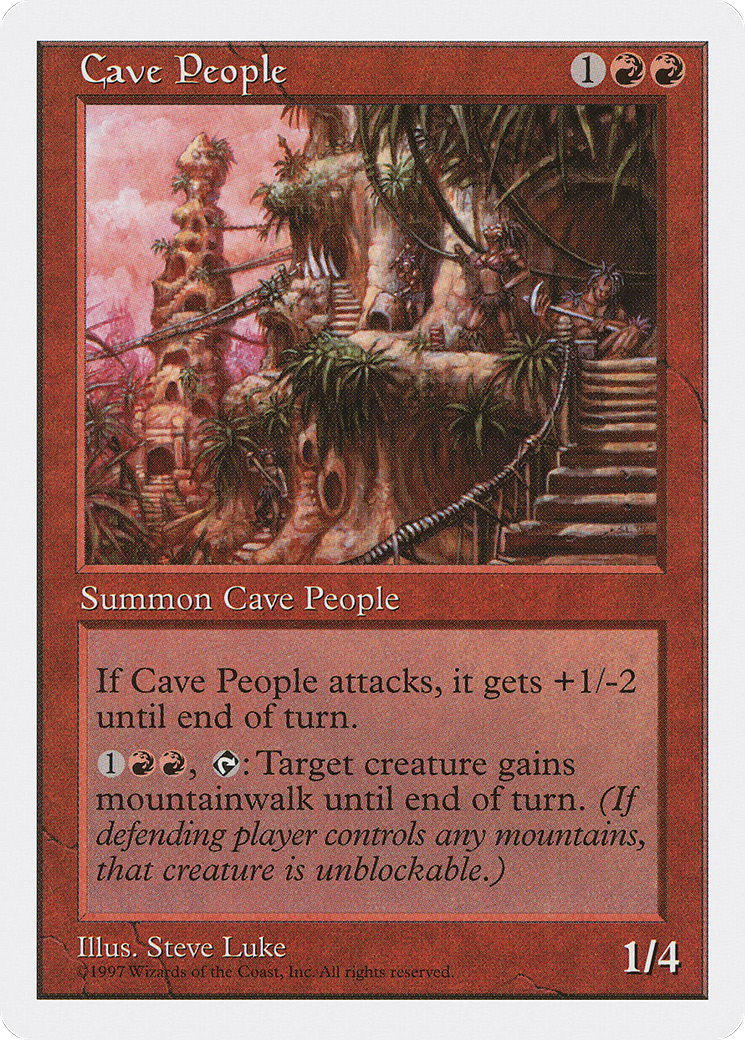 Cave People 1
Summon Cave People
If Cave People attacks, it gets +1/-2
until end of turn.
1, : Target creature gains
mountainwalk until end of turn. (If
defending player controls any mountains,
that creature is unblockable.)
Illus. Steve Luke
©1997 Wizards of the Coast, Inc. All rights reserved.
1/4